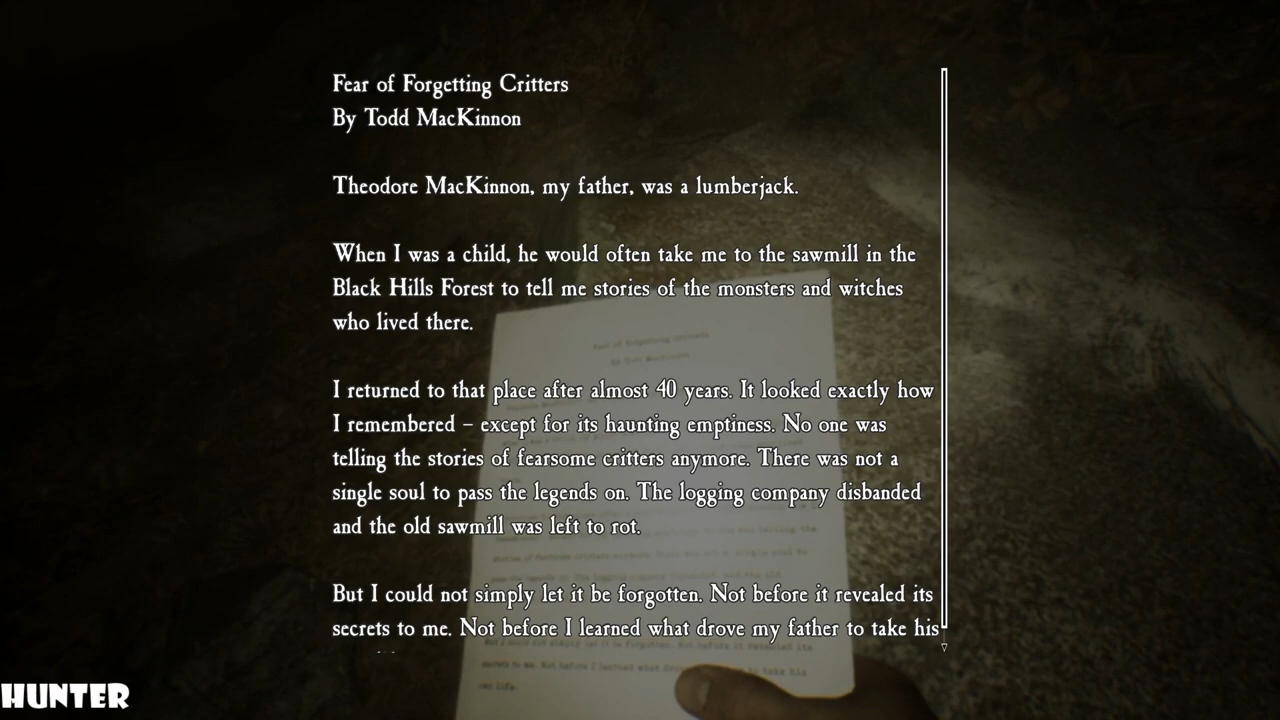 Fear of Forgetting Critters
By Todd MacKinnon
Theodore MacKinnon, my father, was a lumberjack.
When I was a child, he would often take me to the sawmill in the
Black Hills Forest to tell me stories of the monsters and witches
who lived there.
I returned to that place after almost 40 years. It looked exactly how
I remembered – except for its haunting emptiness. No one was
telling the stories of fearsome critters anymore. There was not a
single soul to pass the legends on. The logging company disbanded
and the old sawmill was left to rot.
But I could not simply let it be forgotten. Not before it revealed its
secrets to me. Not before I learned what drove my father to take his
HUNTER